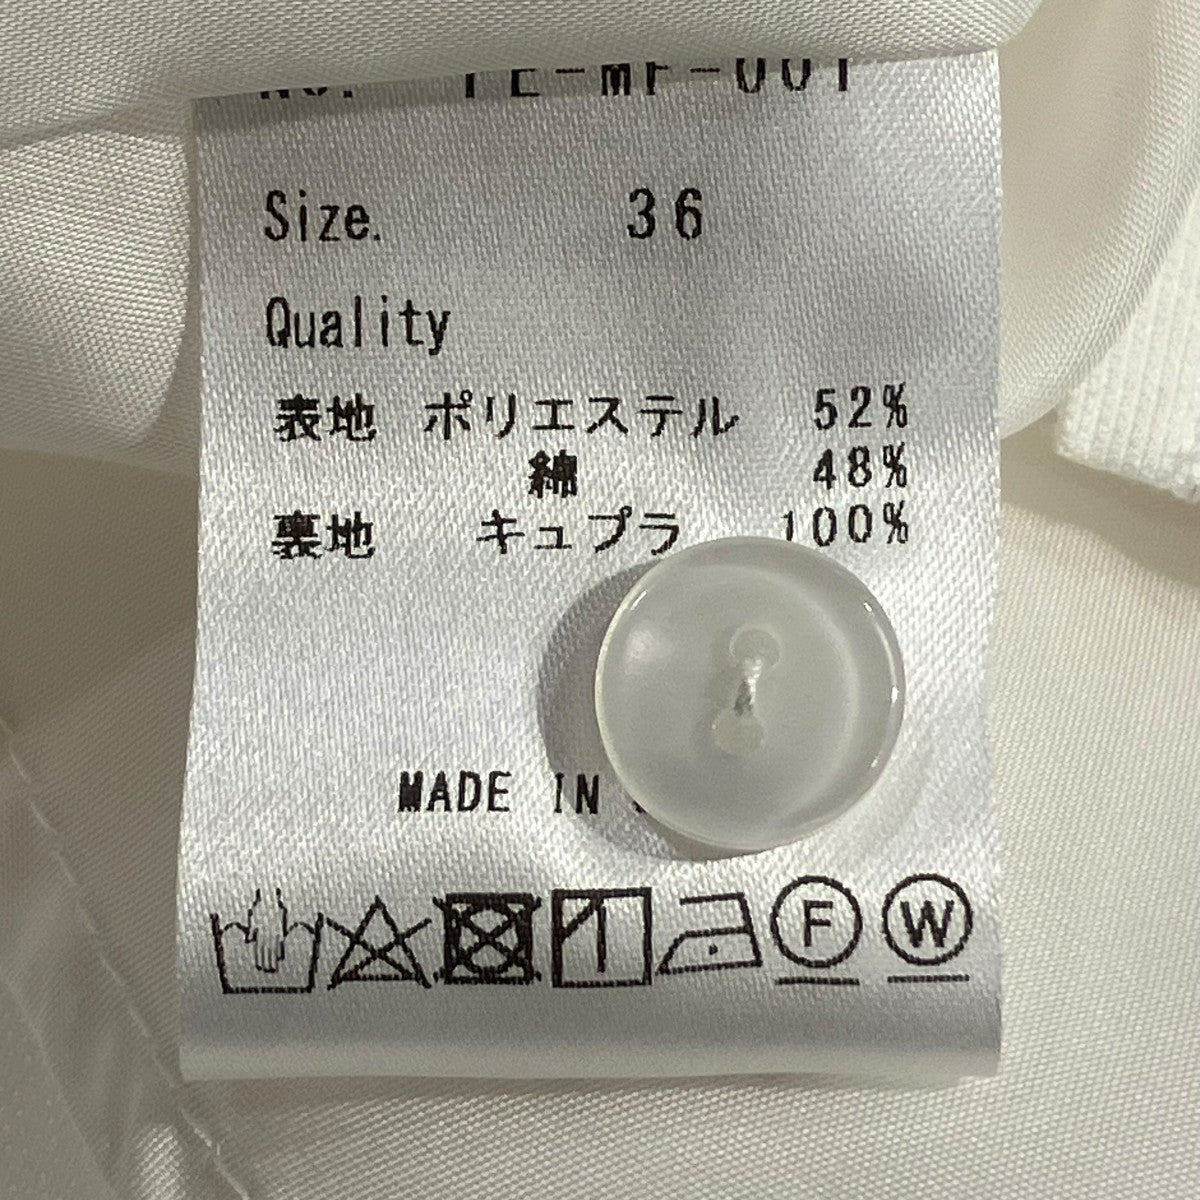 Size. 36
Quality
表地 ポリエステル 52%
綿 48%
裏地 キュプラ 100%
MADE IN
F W